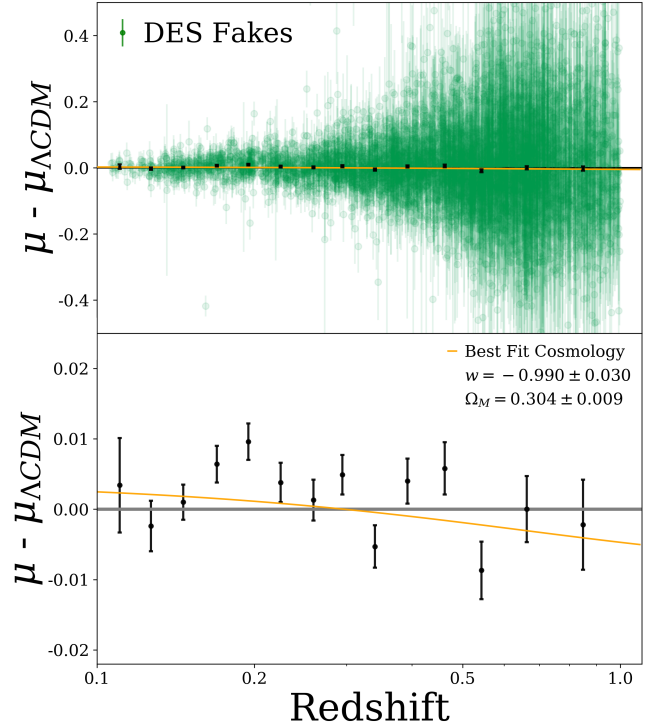 DES Fakes
μ - μΛCDM
0.4
0.2
0.0
-0.2
-0.4
Best Fit Cosmology
w = −0.990 ± 0.030
Ω_M = 0.304 ± 0.009
μ - μΛCDM
0.02
0.01
0.00
-0.01
-0.02
0.1 0.2 0.5 1.0
Redshift